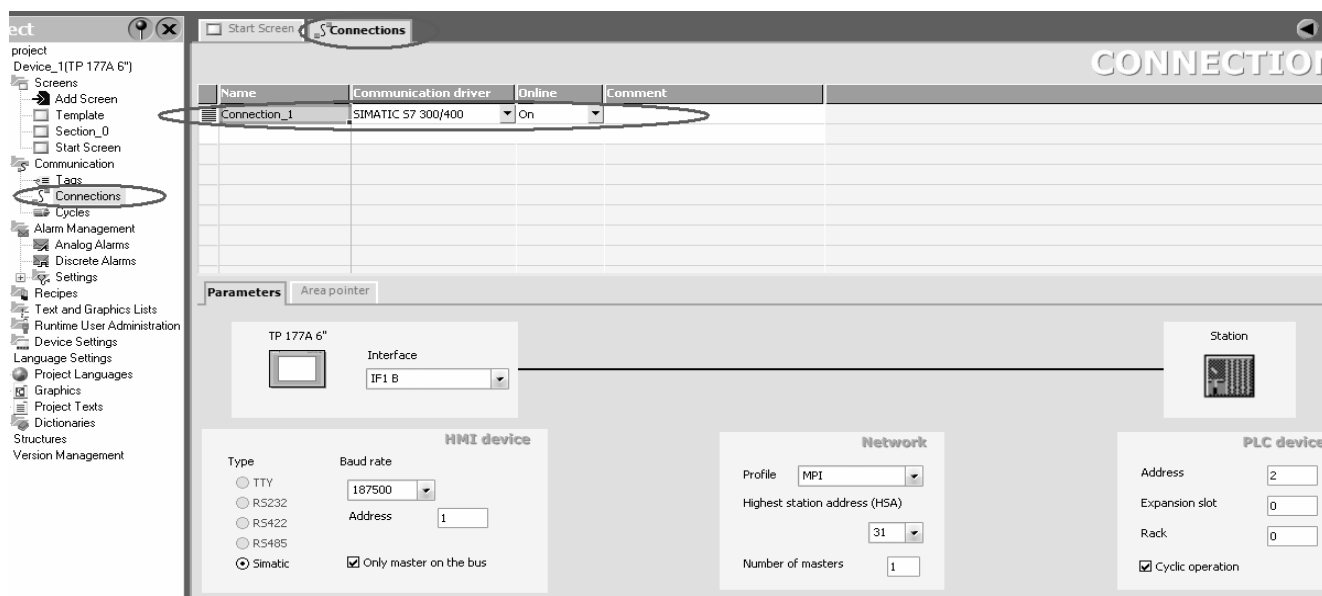 ect
project
Device_1(TP 177A 6")
Screens
Add Screen
Template
Section_0
Start Screen
Communication
Tags
Connections
Cycles
Alarm Management
Analog Alarms
Discrete Alarms
Settings
Recipes
Text and Graphics Lists
Runtime User Administration
Device Settings
Language Settings
Project Languages
Graphics
Project Texts
Dictionaries
Structures
Version Management
Start Screen Connections
CONNECTION
Name Communication driver Online Comment
Connection_1 SIMATIC S7 300/400 On
Parameters Area pointer
TP 177A 6"
Interface
IF1 B
Station
HMI device
Type Baud rate
TTY
187500
RS232
Address 1
RS422
RS485
Simatic Only master on the bus
Network
Profile MPI
Highest station address (HSA)
31
Number of masters 1
PLC device
Address 2
Expansion slot 0
Rack 0
Cyclic operation